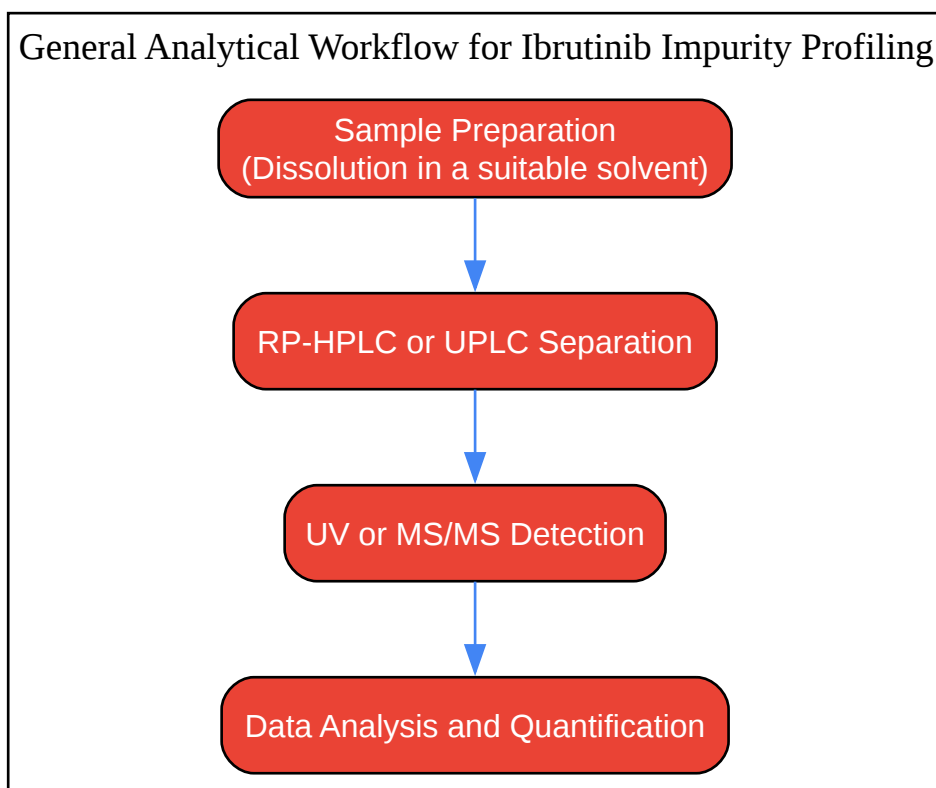 General Analytical Workflow for Ibrutinib Impurity Profiling
Sample Preparation
(Dissolution in a suitable solvent)
RP-HPLC or UPLC Separation
UV or MS/MS Detection
Data Analysis and Quantification